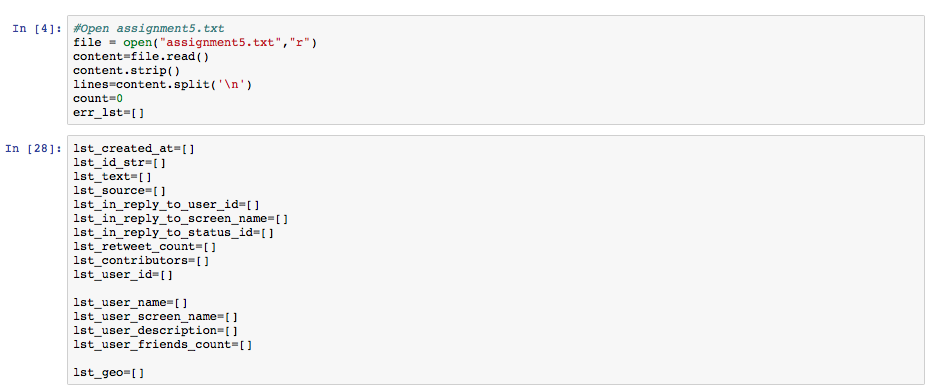 In [4]: #Open assignment5.txt
file = open("assignment5.txt","r")
content=file.read()
content.strip()
lines=content.split('\n')
count=0
err_lst=[]
In [28]: lst_created_at=[]
lst_id_str=[]
lst_text=[]
lst_source=[]
lst_in_reply_to_user_id=[]
lst_in_reply_to_screen_name=[]
lst_in_reply_to_status_id=[]
lst_retweet_count=[]
lst_contributors=[]
lst_user_id=[]
lst_user_name=[]
lst_user_screen_name=[]
lst_user_description=[]
lst_user_friends_count=[]
lst_geo=[]